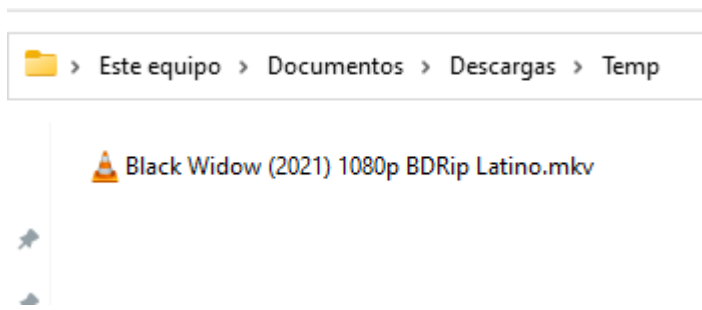 Este equipo > Documentos > Descargas > Temp
Black Widow (2021) 1080p BDRip Latino.mkv